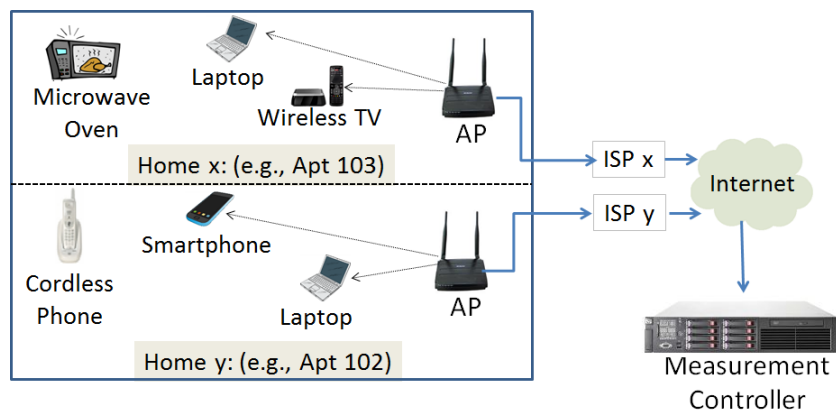 Microwave
Oven
Laptop
Wireless TV
AP
Home x: (e.g., Apt 103)
ISP x
Internet
ISP y
Cordless
Phone
Smartphone
Laptop
AP
Home y: (e.g., Apt 102)
Measurement
Controller